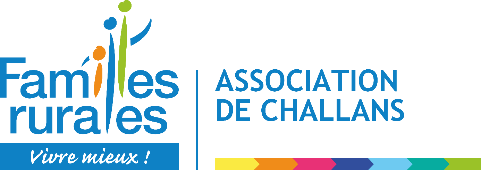 Familles
rurales
Vivre mieux !
ASSOCIATION
DE CHALLANS